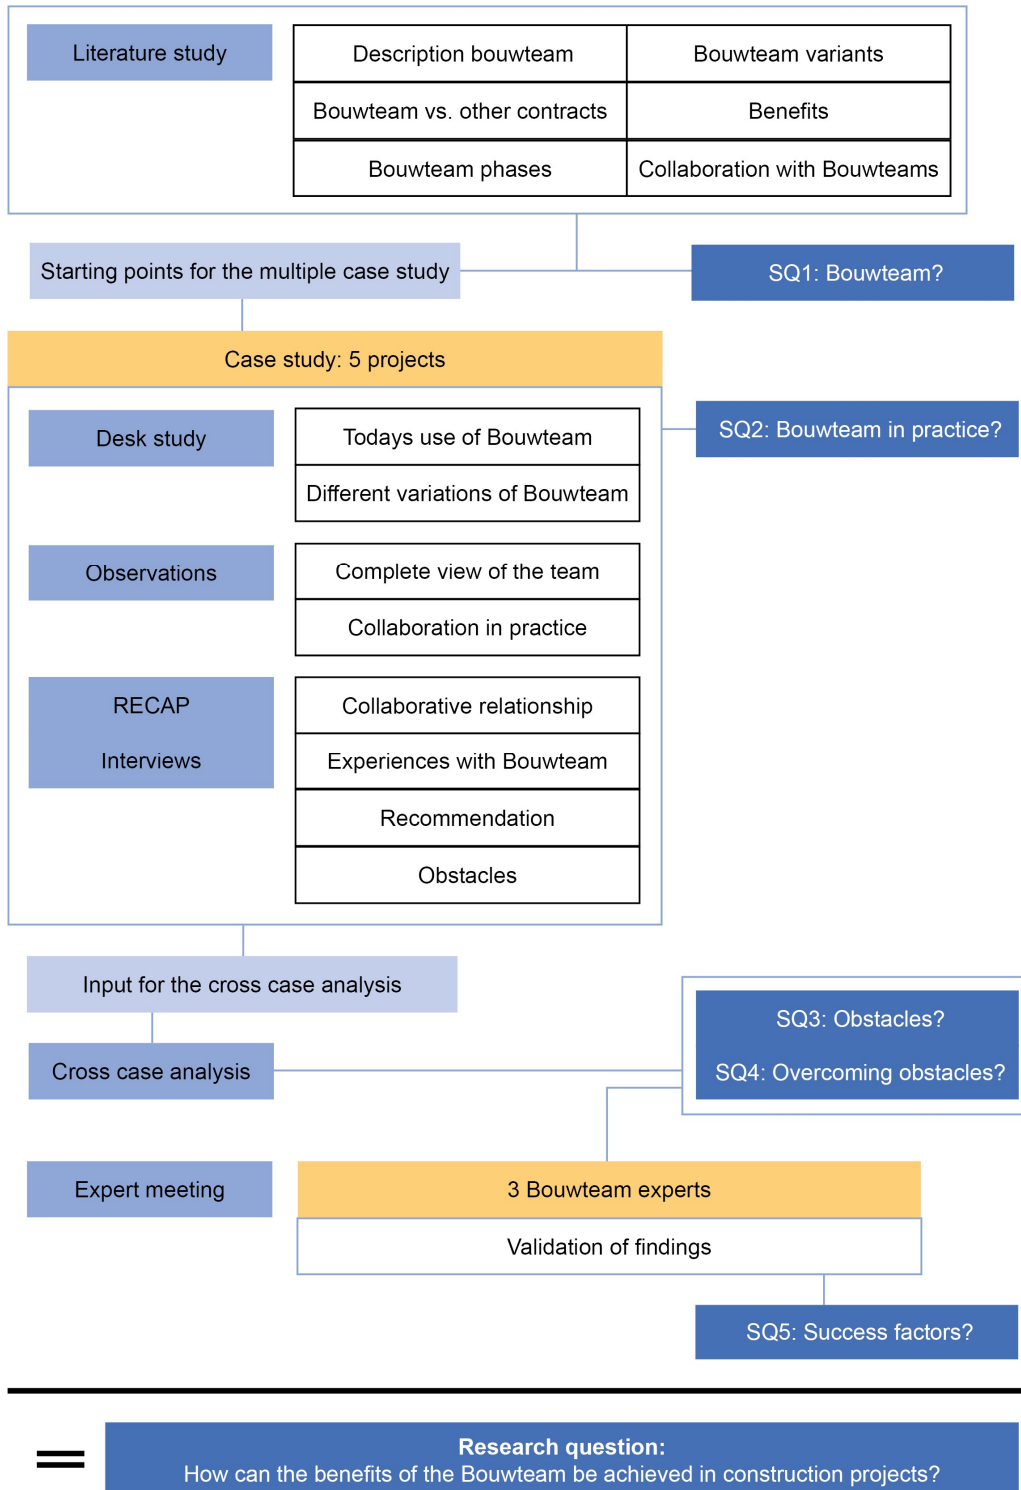 Literature study
Description bouwteam
Bouwteam variants
Bouwteam vs. other contracts
Benefits
Bouwteam phases
Collaboration with Bouwteams
Starting points for the multiple case study
SQ1: Bouwteam?
Case study: 5 projects
Desk study
Todays use of Bouwteam
SQ2: Bouwteam in practice?
Different variations of Bouwteam
Observations
Complete view of the team
Collaboration in practice
RECAP
Collaborative relationship
Interviews
Experiences with Bouwteam
Recommendation
Obstacles
Input for the cross case analysis
SQ3: Obstacles?
Cross case analysis
SQ4: Overcoming obstacles?
Expert meeting
3 Bouwteam experts
Validation of findings
SQ5: Success factors?
=
Research question:
How can the benefits of the Bouwteam be achieved in construction projects?